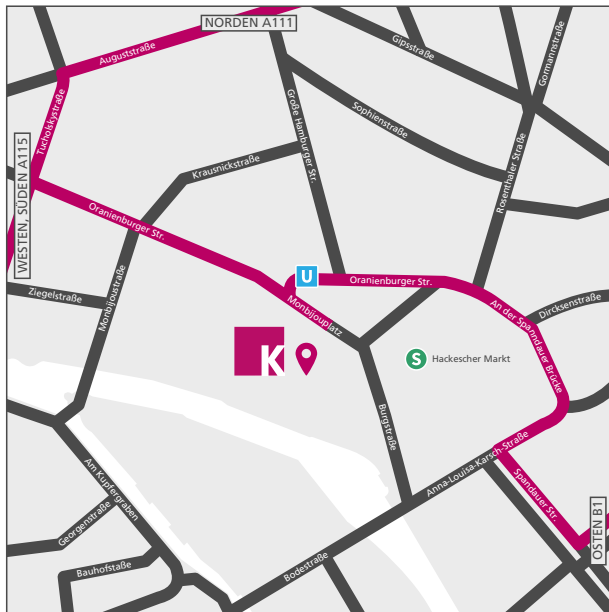 NORDEN A111
Auguststraße
Gipsstraße
Gormannstraße
Tucholskystraße
Große Hamburger Str.
Sophienstraße
Rosenthaler Straße
Krausnickstraße
WESTEN, SÜDEN A115
Oranienburger Str.
Monbijoustraße
Ziegelstraße
U
Oranienburger Str.
Monbijouplatz
An der Spanndauer Brücke
Dircksenstraße
K
S Hackescher Markt
Burgstraße
Anna-Louisa-Karsch-Straße
Spandauer Str.
OSTEN B1
Am Kupfergraben
Georgenstraße
Bauhofstaße
Bodestraße